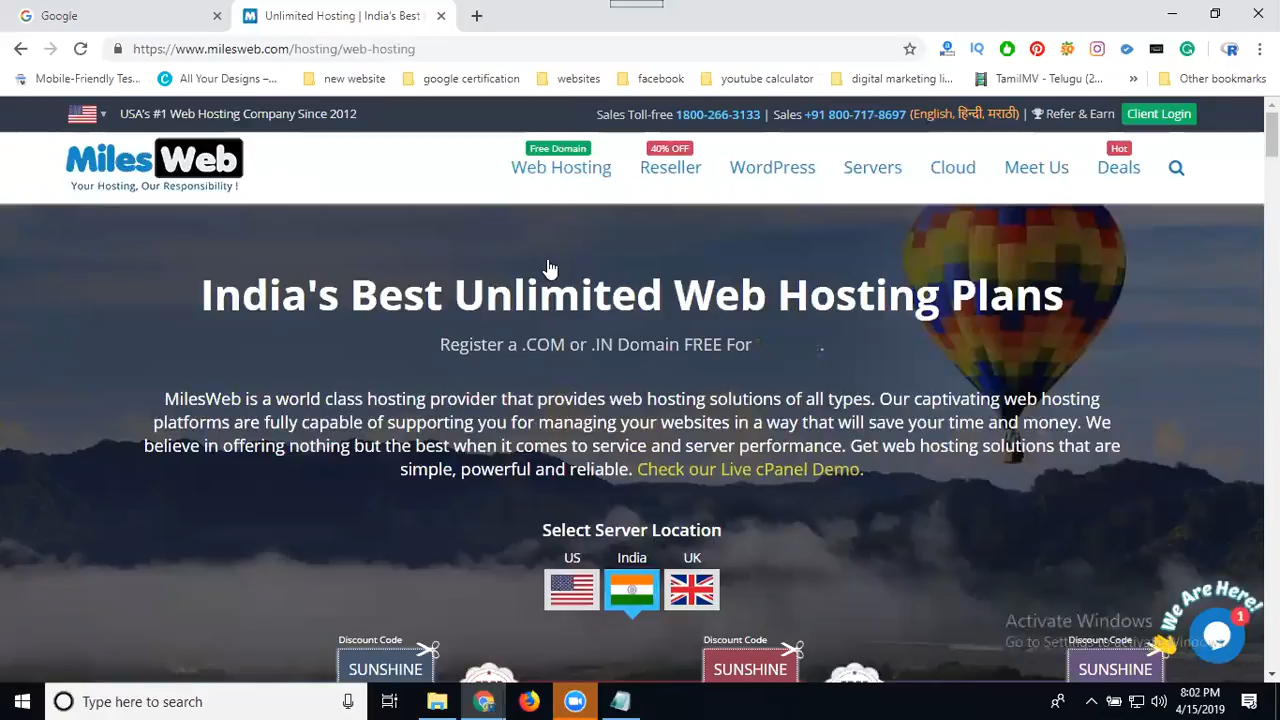 Google
Unlimited Hosting | India's Best
https://www.milesweb.com/hosting/web-hosting
IQ
Mobile-Friendly Tes...
All Your Designs –...
new website
google certification
websites
facebook
youtube calculator
digital marketing li...
TamilMV - Telugu (2...
Other bookmarks
USA's #1 Web Hosting Company Since 2012
Sales Toll-free 1800-266-3133 | Sales +91 800-717-8697 (English, हिन्दी, मराठी) | Refer & Earn
Client Login
MilesWeb
Your Hosting, Our Responsibility !
Free Domain
Web Hosting
40% OFF
Reseller
WordPress
Servers
Cloud
Meet Us
Hot
Deals
India's Best Unlimited Web Hosting Plans
Register a .COM or .IN Domain FREE For .
MilesWeb is a world class hosting provider that provides web hosting solutions of all types. Our captivating web hosting
platforms are fully capable of supporting you for managing your websites in a way that will save your time and money. We
believe in offering nothing but the best when it comes to service and server performance. Get web hosting solutions that are
simple, powerful and reliable. Check our Live cPanel Demo.
Select Server Location
US
India
UK
We Are Here!
1
Activate Windows
Go to Settings to activate Windows.
Discount Code
SUNSHINE
Discount Code
SUNSHINE
Discount Code
SUNSHINE
Type here to search
8:02 PM
4/15/2019